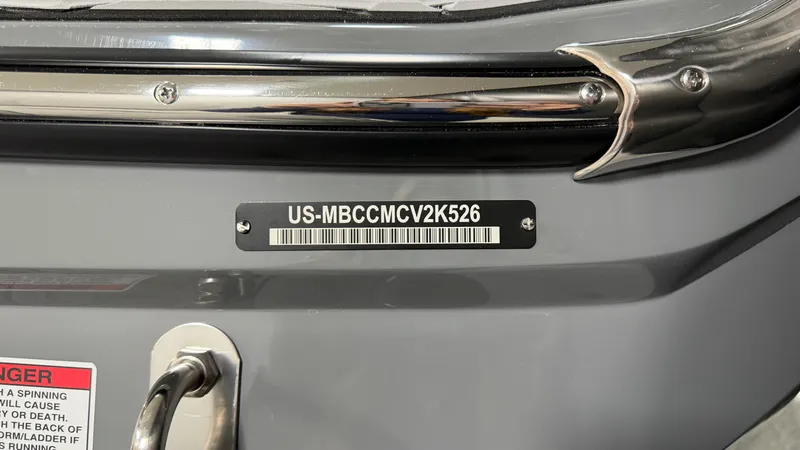 US-MBCCMCV2K526
NGER
H A SPINNING
WILL CAUSE
RY OR DEATH.
H THE BACK OF
ORM/LADDER IF
S RUNNING